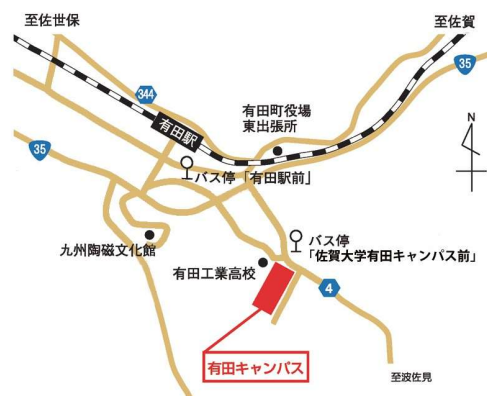 至佐世保
至佐賀
35
344
有田町役場
東出張所
有田駅
35
バス停「有田駅前」
N
九州陶磁文化館
バス停
「佐賀大学有田キャンパス前」
有田工業高校
4
有田キャンパス
至波佐見